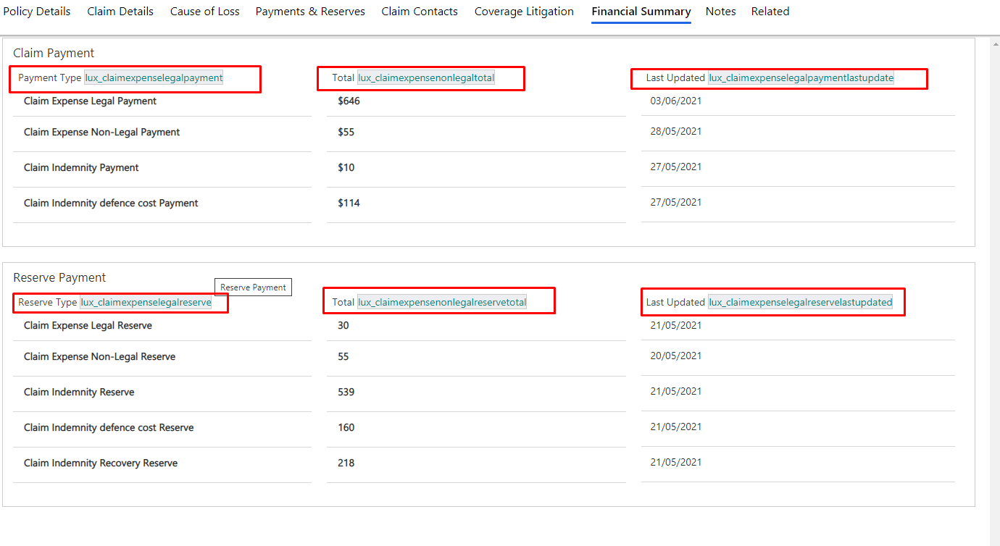 Policy Details Claim Details Cause of Loss Payments & Reserves Claim Contacts Coverage Litigation Financial Summary Notes Related
Claim Payment
Payment Type lux_claimexpenselegalpayment Total lux_claimexpensenonlegaltotal Last Updated lux_claimexpenselegalpaymentlastupdate
Claim Expense Legal Payment $646 03/06/2021
Claim Expense Non-Legal Payment $55 28/05/2021
Claim Indemnity Payment $10 27/05/2021
Claim Indemnity defence cost Payment $114 27/05/2021
Reserve Payment
Reserve Payment
Reserve Type lux_claimexpenselegalreserve Total lux_claimexpensenonlegalreservetotal Last Updated lux_claimexpenselegalreservelastupdated
Claim Expense Legal Reserve 30 21/05/2021
Claim Expense Non-Legal Reserve 55 20/05/2021
Claim Indemnity Reserve 539 21/05/2021
Claim Indemnity defence cost Reserve 160 21/05/2021
Claim Indemnity Recovery Reserve 218 21/05/2021